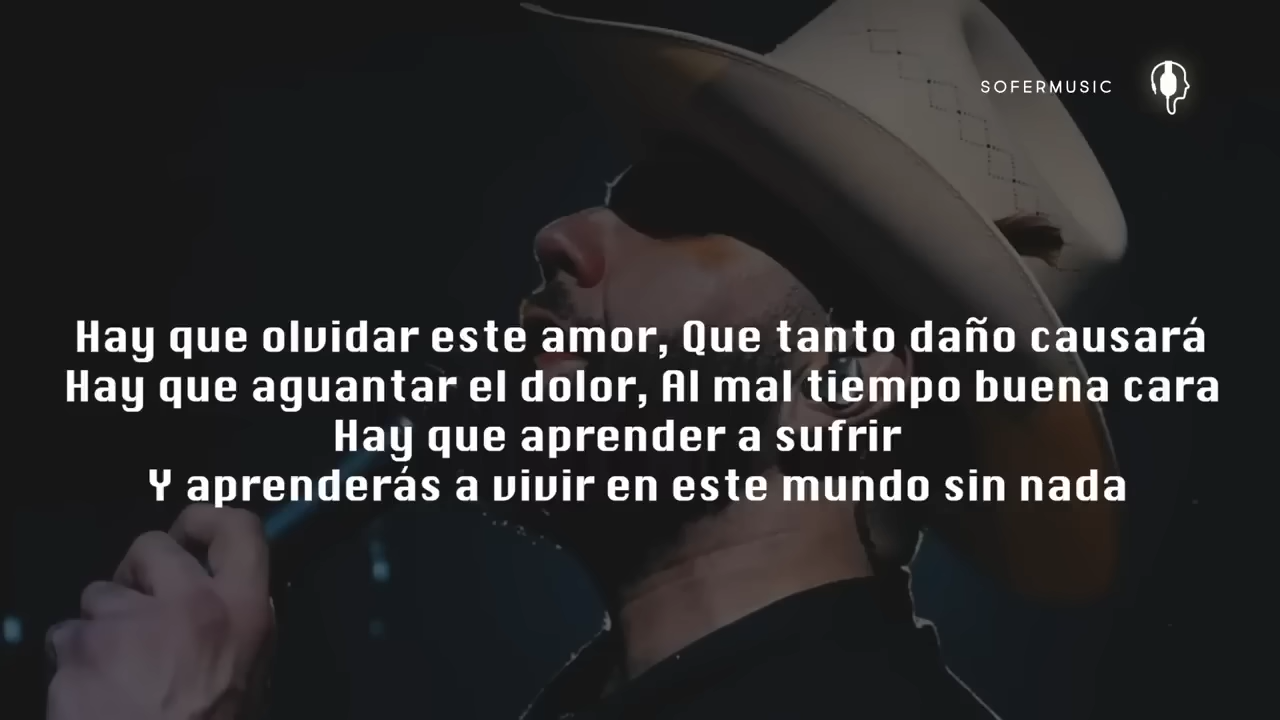 SOFERMUSIC
Hay que olvidar este amor, Que tanto daño causará
Hay que aguantar el dolor, Al mal tiempo buena cara
Hay que aprender a sufrir
Y aprenderás a vivir en este mundo sin nada